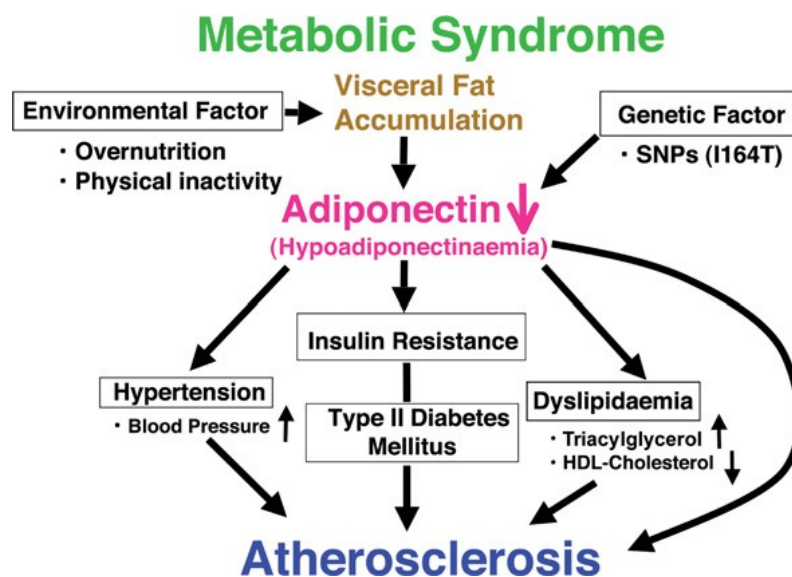 Metabolic Syndrome
Visceral Fat
Accumulation
Environmental Factor
・Overnutrition
・Physical inactivity
Genetic Factor
・SNPs (I164T)
Adiponectin ↓
(Hypoadiponectinaemia)
Insulin Resistance
Hypertension
・Blood Pressure ↑
Type II Diabetes
Mellitus
Dyslipidaemia
・Triacylglycerol ↑
・HDL-Cholesterol ↓
Atherosclerosis